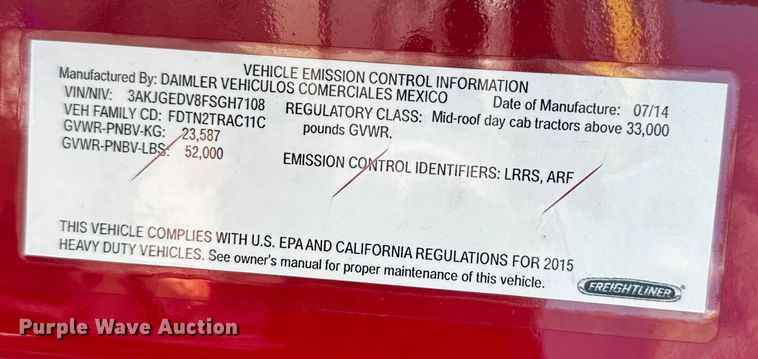 VEHICLE EMISSION CONTROL INFORMATION
Manufactured By: DAIMLER VEHICULOS COMERCIALES MEXICO Date of Manufacture: 07/14
VIN/NIV: 3AKJGEDV8FSGH7108 REGULATORY CLASS: Mid-roof day cab tractors above 33,000
VEH FAMILY CD: FDTN2TRAC11C pounds GVWR.
GVWR-PNBV-KG: 23,587
GVWR-PNBV-LBS: 52,000 EMISSION CONTROL IDENTIFIERS: LRRS, ARF
THIS VEHICLE COMPLIES WITH U.S. EPA AND CALIFORNIA REGULATIONS FOR 2015
HEAVY DUTY VEHICLES. See owner's manual for proper maintenance of this vehicle.
FREIGHTLINER
Purple Wave Auction